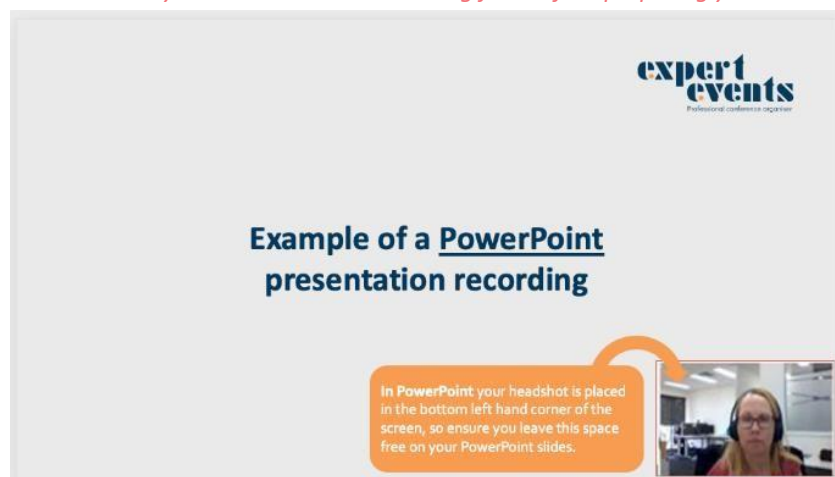 expert
events
Professional conference organiser
Example of a PowerPoint
presentation recording
In PowerPoint your headshot is placed
in the bottom left hand corner of the
screen, so ensure you leave this space
free on your PowerPoint slides.